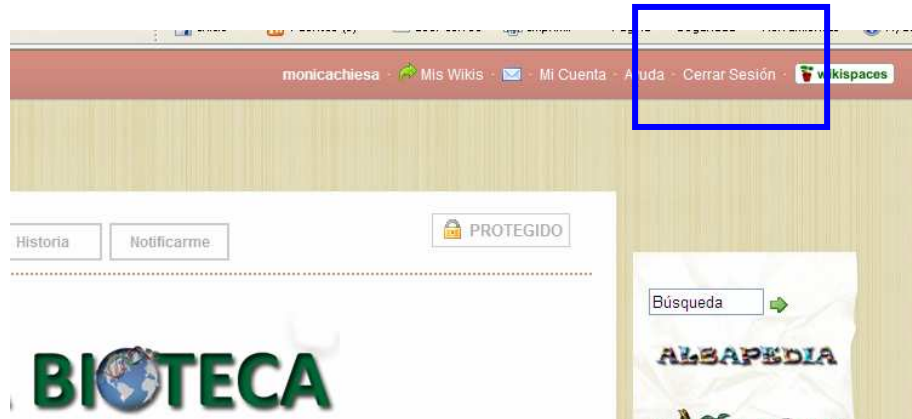 monicachiesa · Mis Wikis · · Mi Cuenta · Ayuda · Cerrar Sesión · wikispaces
Historia Notificarme PROTEGIDO
Búsqueda
ALBAPEDIA
BIOTECA